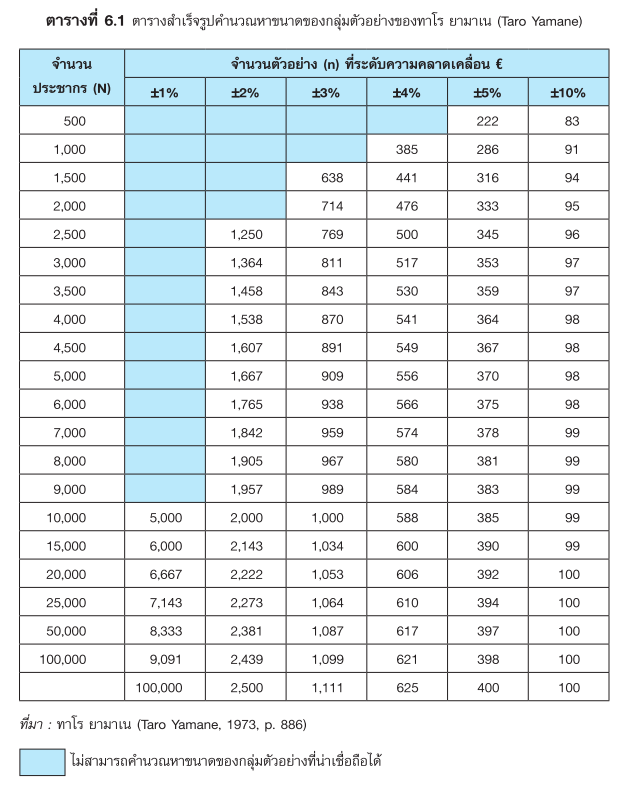 ตารางที่ 6.1 ตารางสำเร็จรูปคำนวณหาขนาดของกลุ่มตัวอย่างของทาโร ยามาเน (Taro Yamane)
จำนวน ประชากร (N) จำนวนตัวอย่าง (n) ที่ระดับความคลาดเคลื่อน €
±1% ±2% ±3% ±4% ±5% ±10%
500 222 83
1,000 385 286 91
1,500 638 441 316 94
2,000 714 476 333 95
2,500 1,250 769 500 345 96
3,000 1,364 811 517 353 97
3,500 1,458 843 530 359 97
4,000 1,538 870 541 364 98
4,500 1,607 891 549 367 98
5,000 1,667 909 556 370 98
6,000 1,765 938 566 375 98
7,000 1,842 959 574 378 99
8,000 1,905 967 580 381 99
9,000 1,957 989 584 383 99
10,000 5,000 2,000 1,000 588 385 99
15,000 6,000 2,143 1,034 600 390 99
20,000 6,667 2,222 1,053 606 392 100
25,000 7,143 2,273 1,064 610 394 100
50,000 8,333 2,381 1,087 617 397 100
100,000 9,091 2,439 1,099 621 398 100
100,000 2,500 1,111 625 400 100
ที่มา : ทาโร ยามาเน (Taro Yamane, 1973, p. 886)
ไม่สามารถคำนวณหาขนาดของกลุ่มตัวอย่างที่น่าเชื่อถือได้